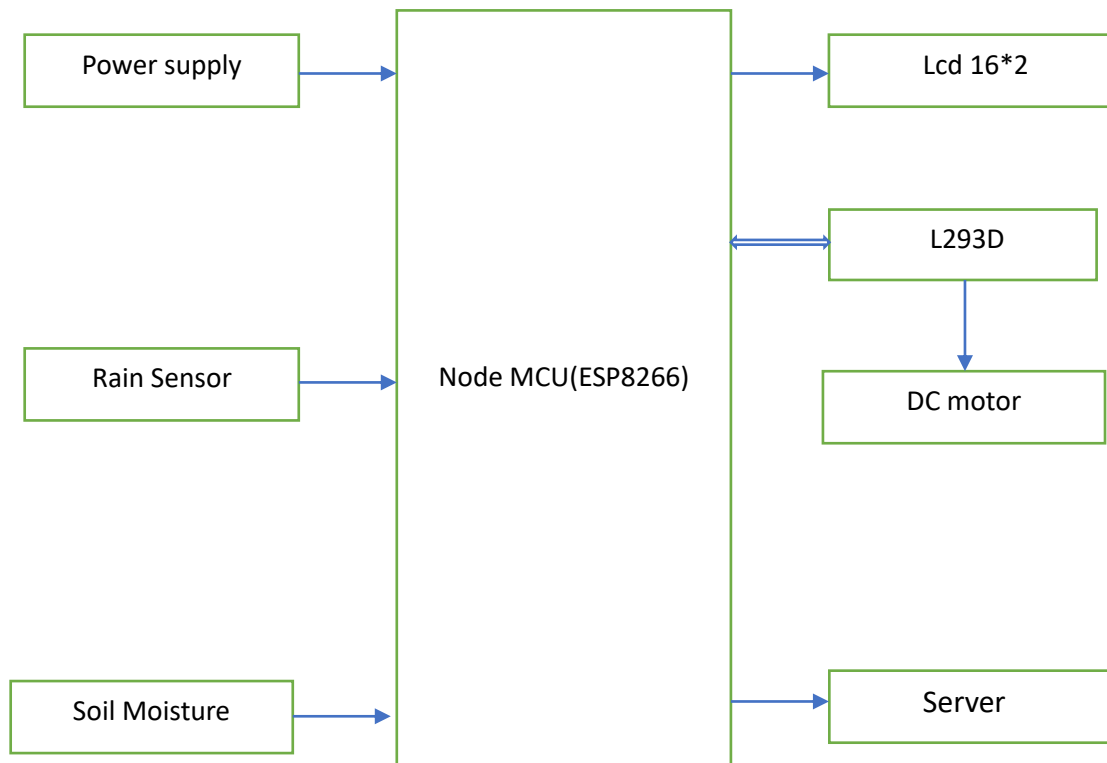 Power supply
Lcd 16*2
L293D
Rain Sensor
Node MCU(ESP8266)
DC motor
Soil Moisture
Server